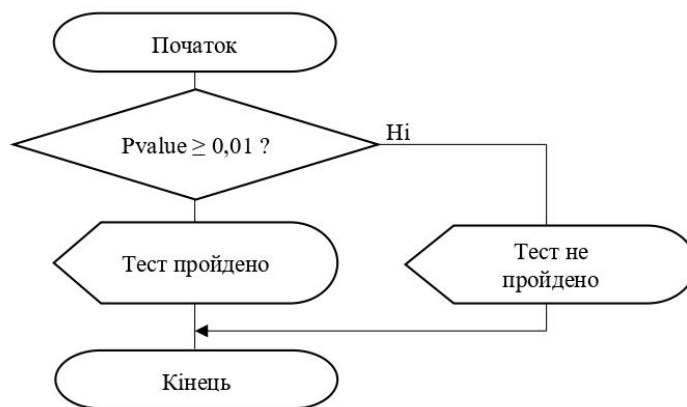 Початок
Pvalue ≥ 0,01 ?
Ні
Тест пройдено
Тест не
пройдено
Кінець